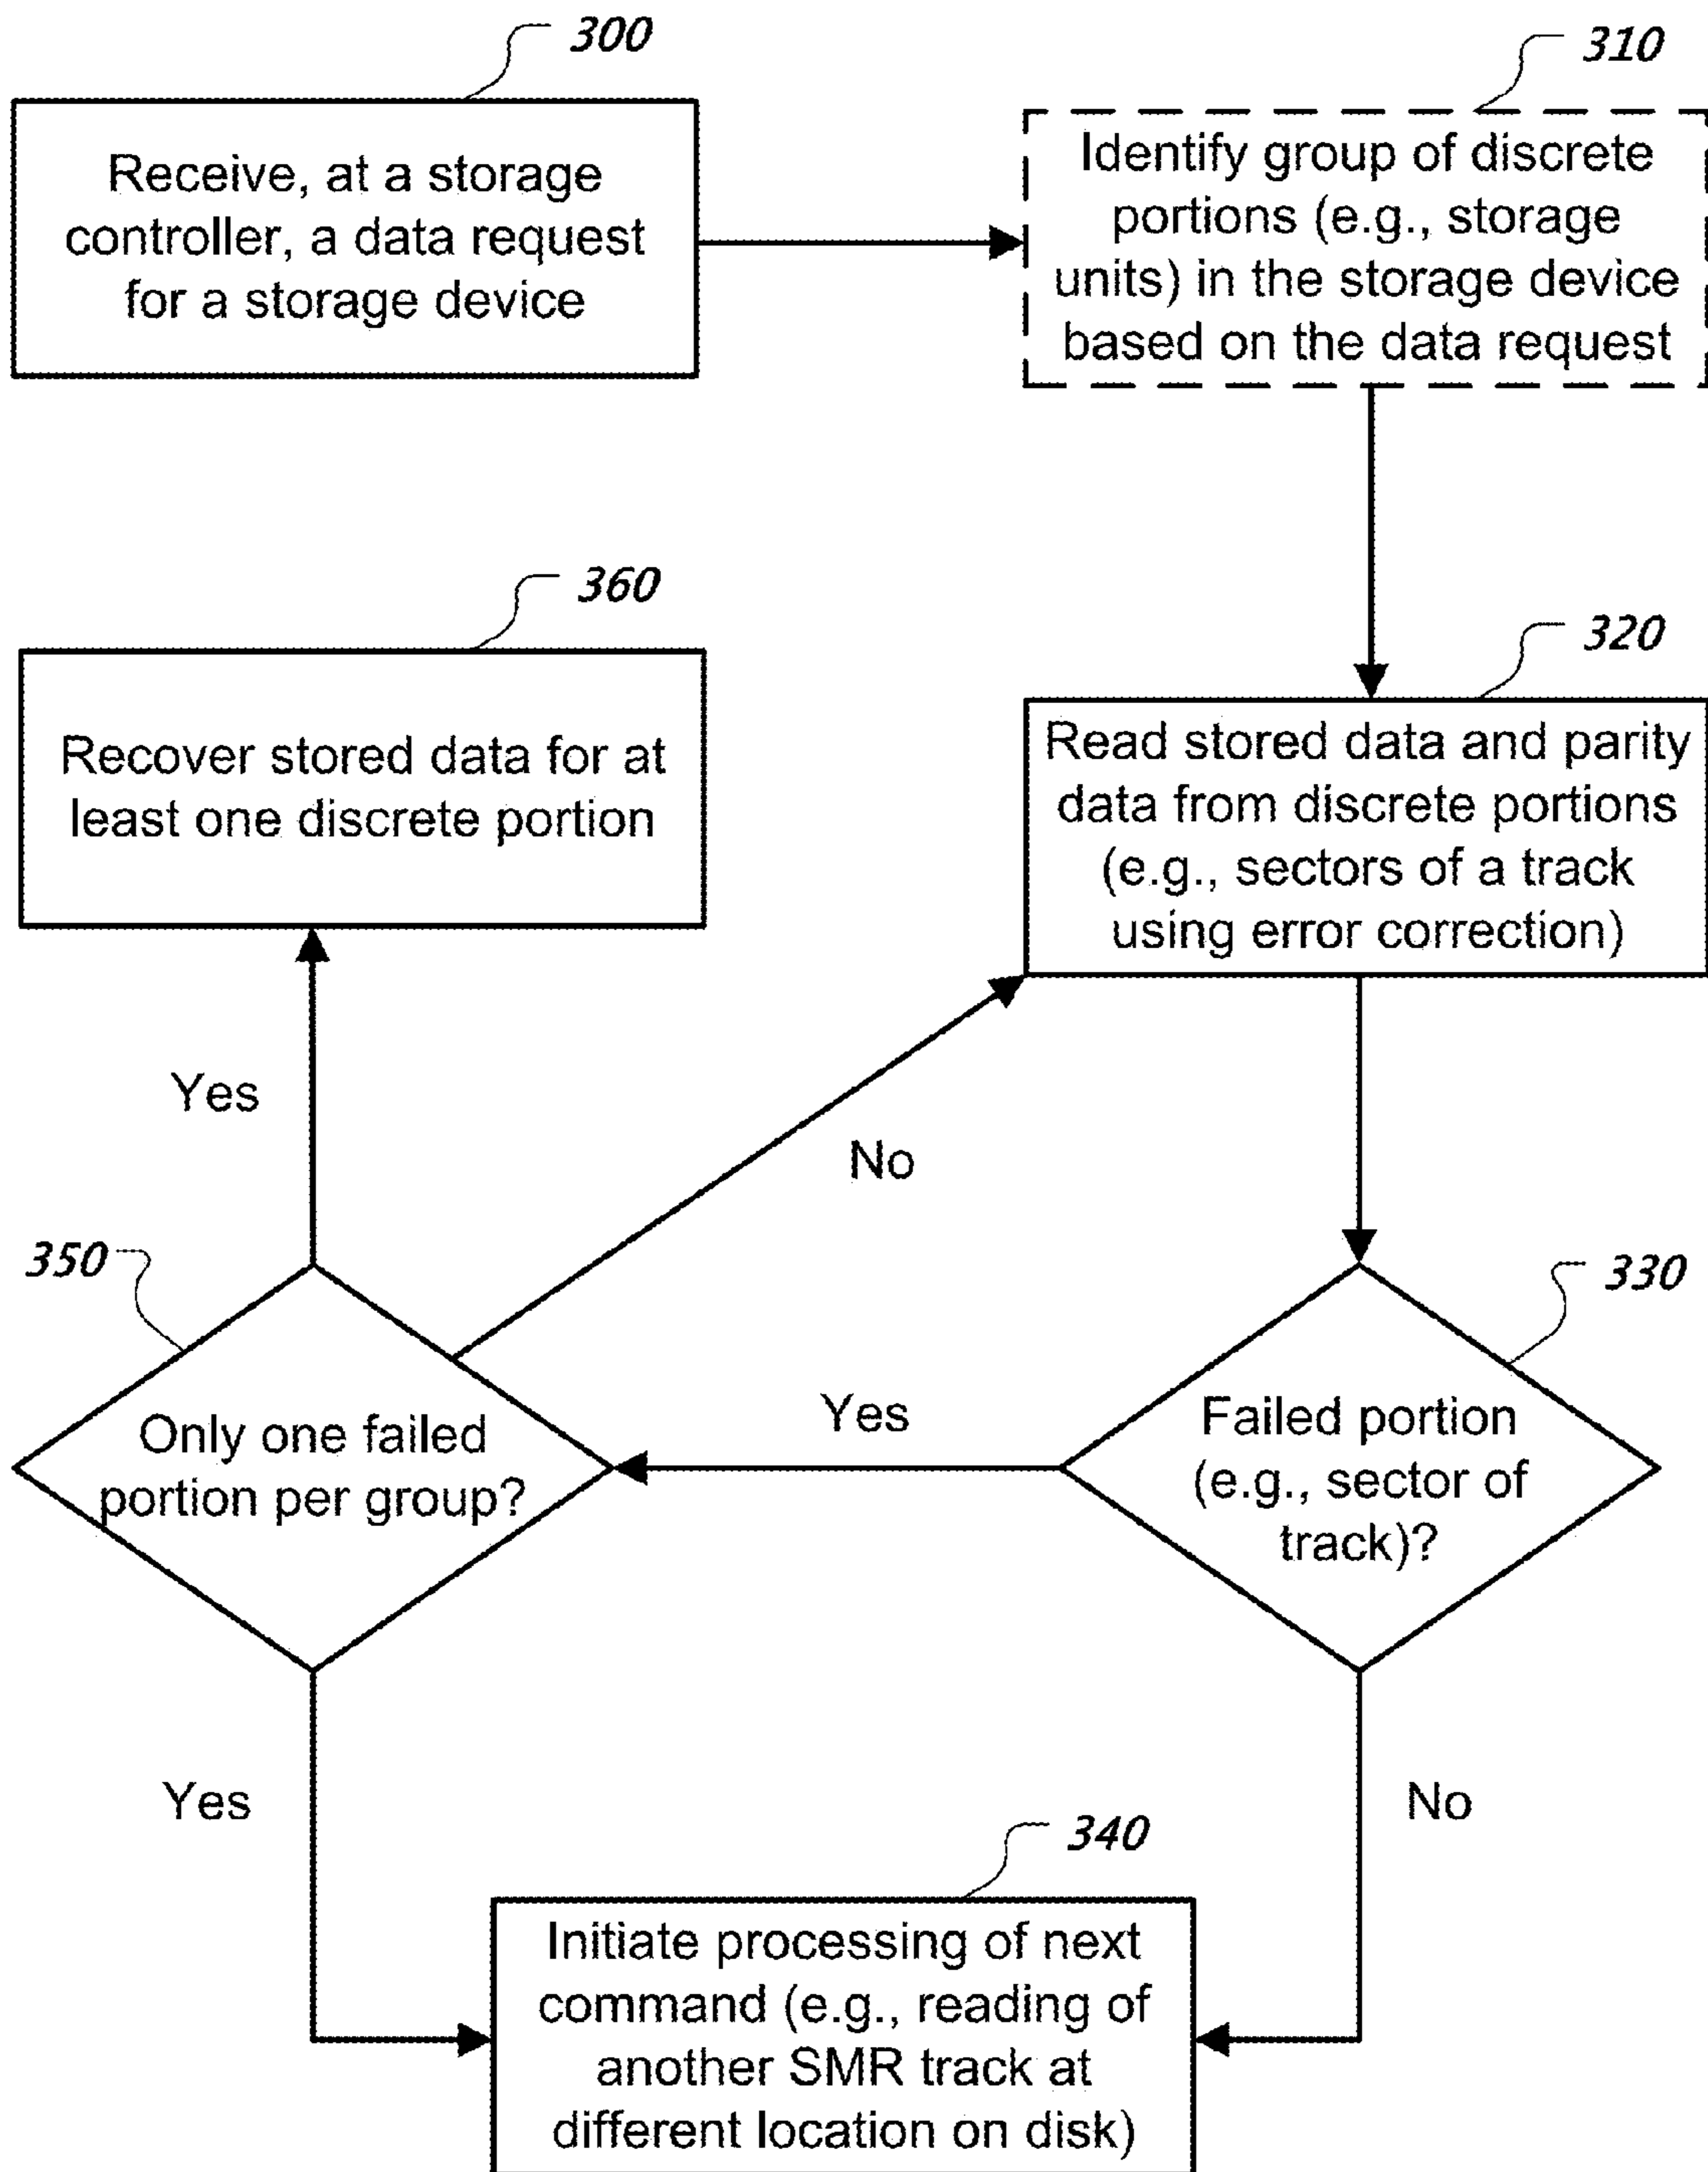 300
Receive, at a storage
controller, a data request
for a storage device
310
Identify group of discrete
portions (e.g., storage
units) in the storage device
based on the data request
360
Recover stored data for at
least one discrete portion
320
Read stored data and parity
data from discrete portions
(e.g., sectors of a track
using error correction)
Yes
No
350
Only one failed
portion per group?
Yes
330
Failed portion
(e.g., sector of
track)?
Yes
No
340
Initiate processing of next
command (e.g., reading of
another SMR track at
different location on disk)